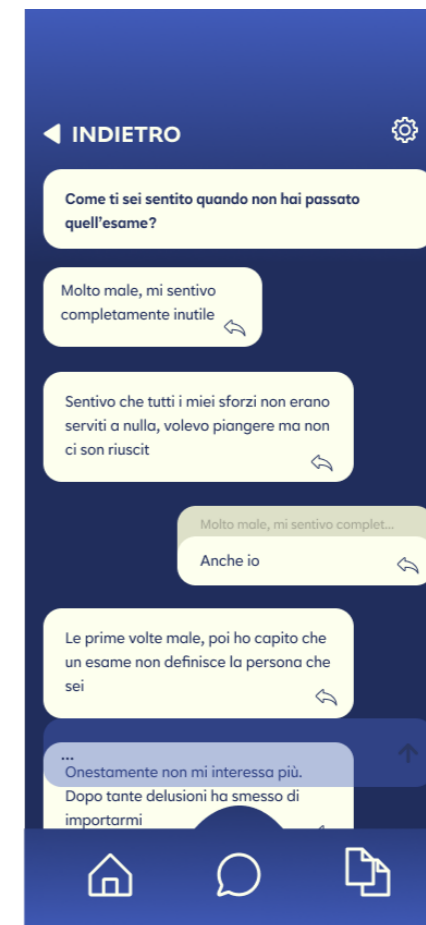 INDIETRO
Come ti sei sentito quando non hai passato
quell'esame?
Molto male, mi sentivo
completamente inutile
Sentivo che tutti i miei sforzi non erano
serviti a nulla, volevo piangere ma non
ci son riuscit
Molto male, mi sentivo complet...
Anche io
Le prime volte male, poi ho capito che
un esame non definisce la persona che
sei
...
Onestamente non mi interessa più.
Dopo tante delusioni ha smesso di
importarmi